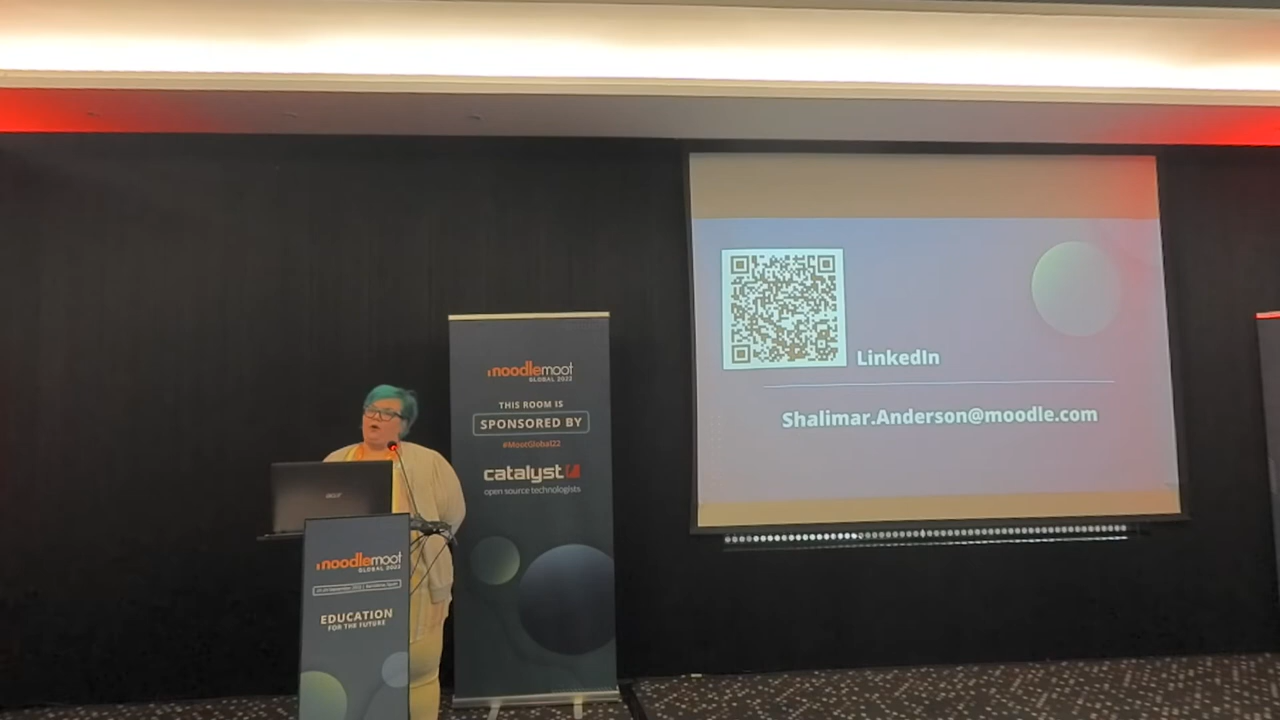 moodlemoot
GLOBAL 2022
THIS ROOM IS
SPONSORED BY
#MootGlobal22
catalyst
open source technologists
LinkedIn
Shalimar.Anderson@moodle.com
acer
moodlemoot
GLOBAL 2022
EDUCATION
FOR THE FUTURE